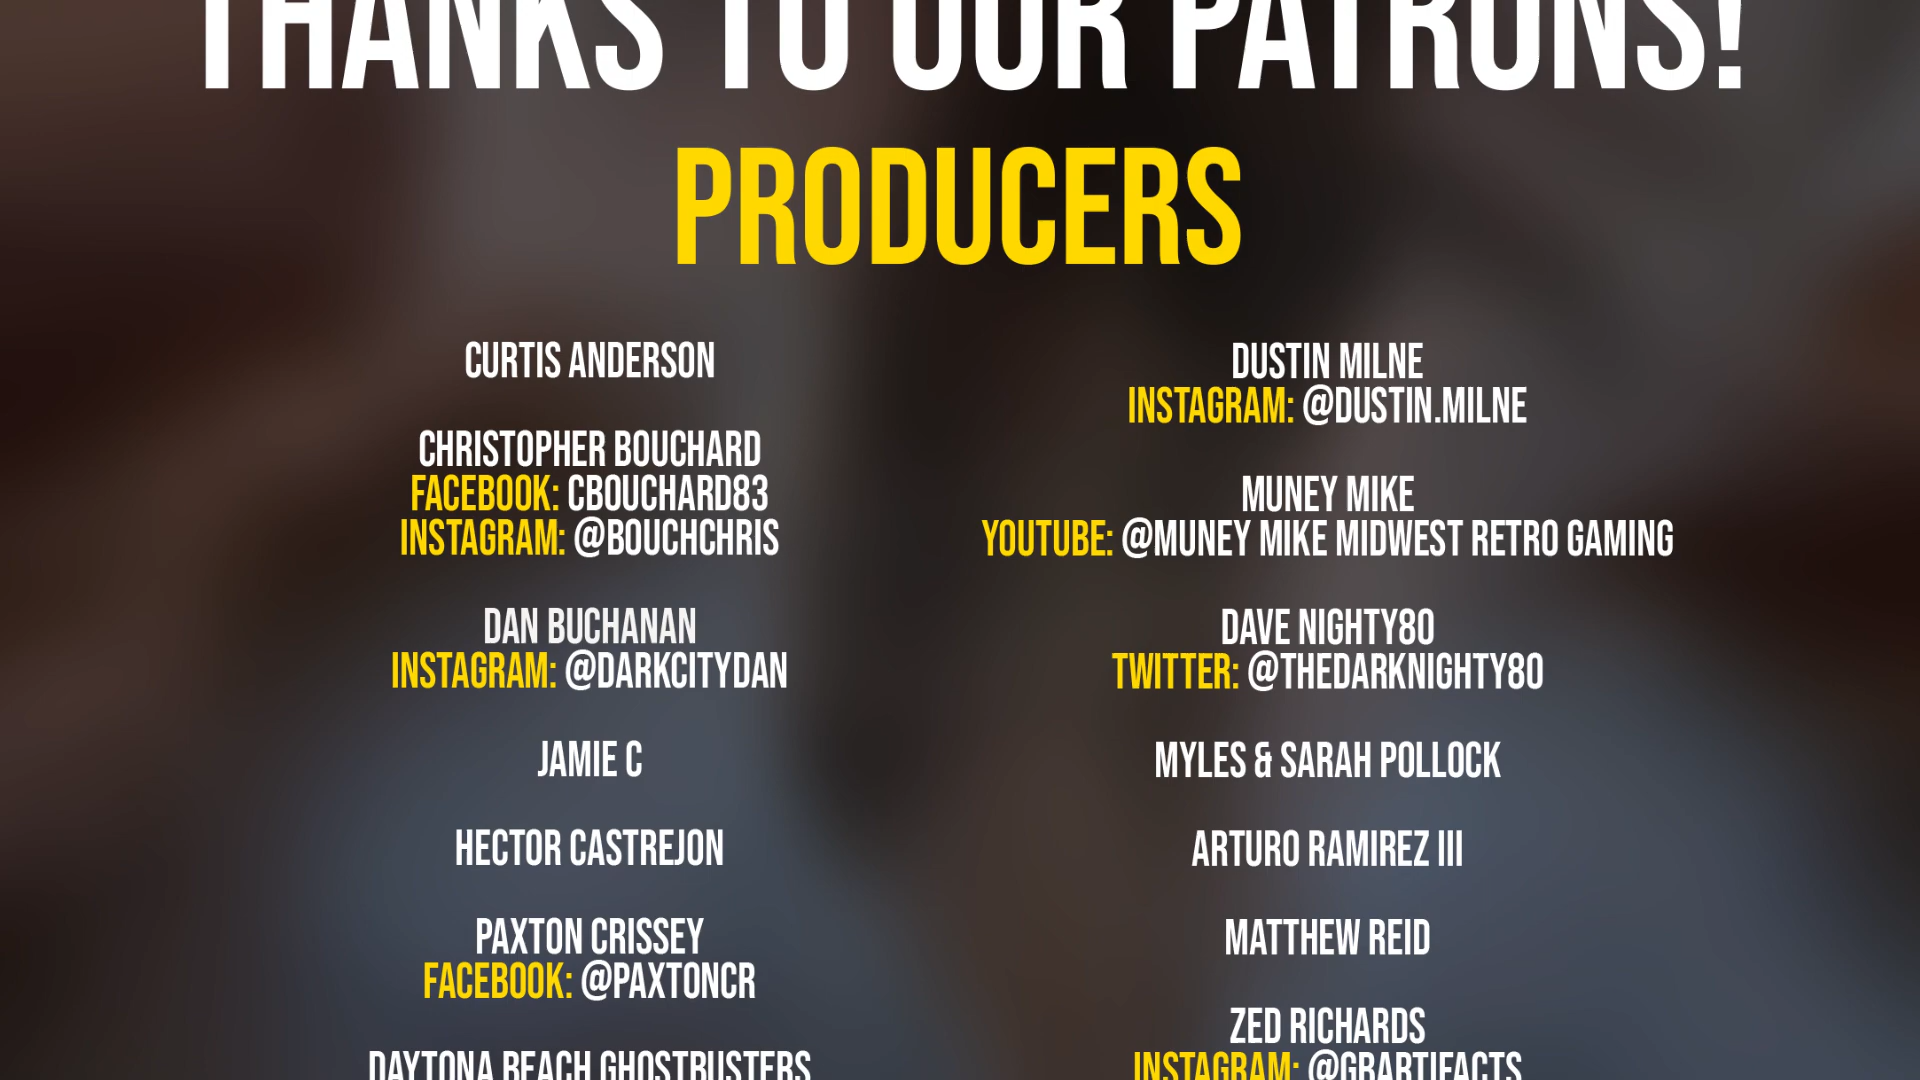 THANKS TO OUR PATRONS!
PRODUCERS
CURTIS ANDERSON
CHRISTOPHER BOUCHARD
FACEBOOK: CBOUCHARD83
INSTAGRAM: @BOUCHCHRIS
DAN BUCHANAN
INSTAGRAM: @DARKCITYDAN
JAMIE C
HECTOR CASTREJON
PAXTON CRISSEY
FACEBOOK: @PAXTONCR
DAYTONA BEACH GHOSTBUSTERS
DUSTIN MILNE
INSTAGRAM: @DUSTIN.MILNE
MUNEY MIKE
YOUTUBE: @MUNEY MIKE MIDWEST RETRO GAMING
DAVE NIGHTY80
TWITTER: @THEDARKNIGHTY80
MYLES & SARAH POLLOCK
ARTURO RAMIREZ III
MATTHEW REID
ZED RICHARDS
INSTAGRAM: @GBARTIFACTS